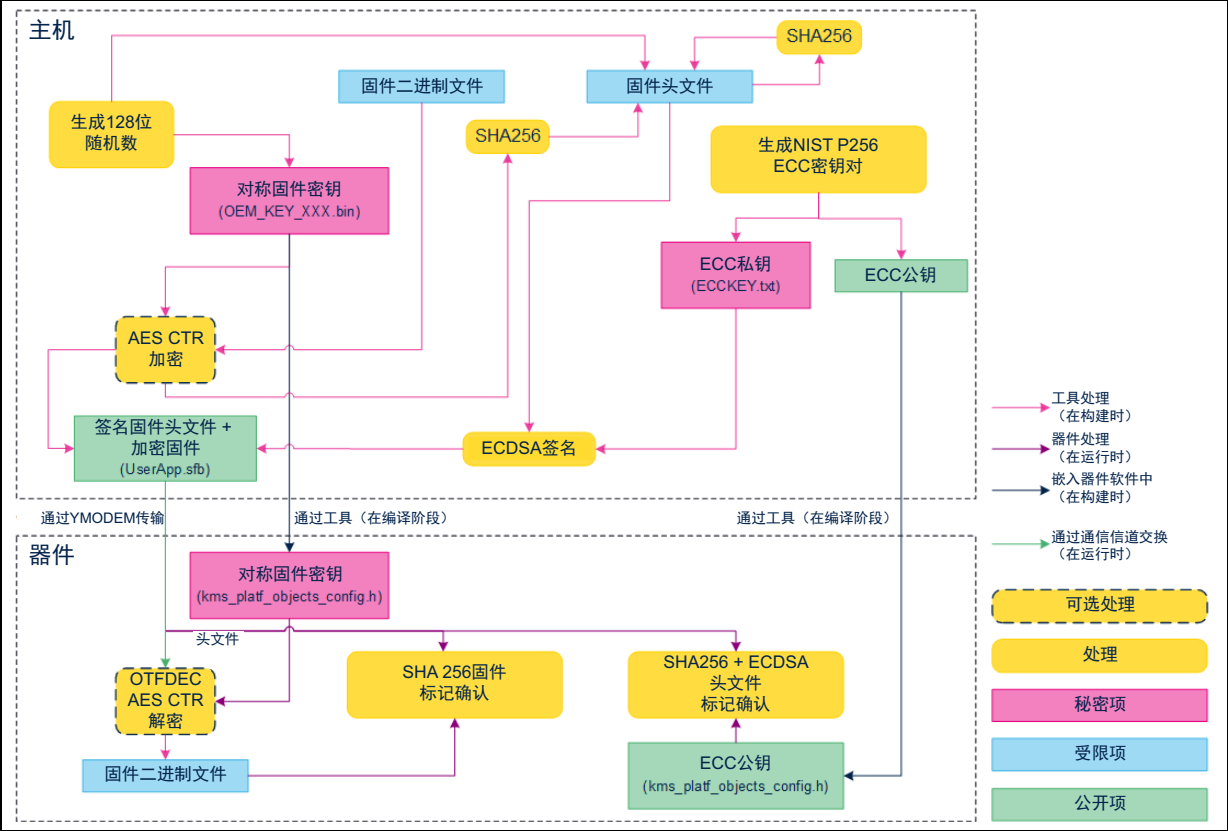 主机
SHA256
固件二进制文件
固件头文件
生成128位
随机数
SHA256
生成NIST P256
ECC密钥对
对称固件密钥
(OEM_KEY_XXX.bin)
ECC私钥
(ECCKEY.txt)
ECC公钥
AES CTR
加密
签名固件头文件 +
加密固件
(UserApp.sfb)
ECDSA签名
工具处理
（在构建时）
器件处理
（在运行时）
嵌入器件软件中
（在构建时）
通过通信信道交换
（在运行时）
通过YMODEM传输
通过工具（在编译阶段）
通过工具（在编译阶段）
器件
对称固件密钥
(kms_platf_objects_config.h)
头文件
OTFDEC
AES CTR
解密
SHA 256固件
标记确认
SHA256 + ECDSA
头文件
标记确认
固件二进制文件
ECC公钥
(kms_platf_objects_config.h)
可选处理
处理
秘密项
受限项
公开项